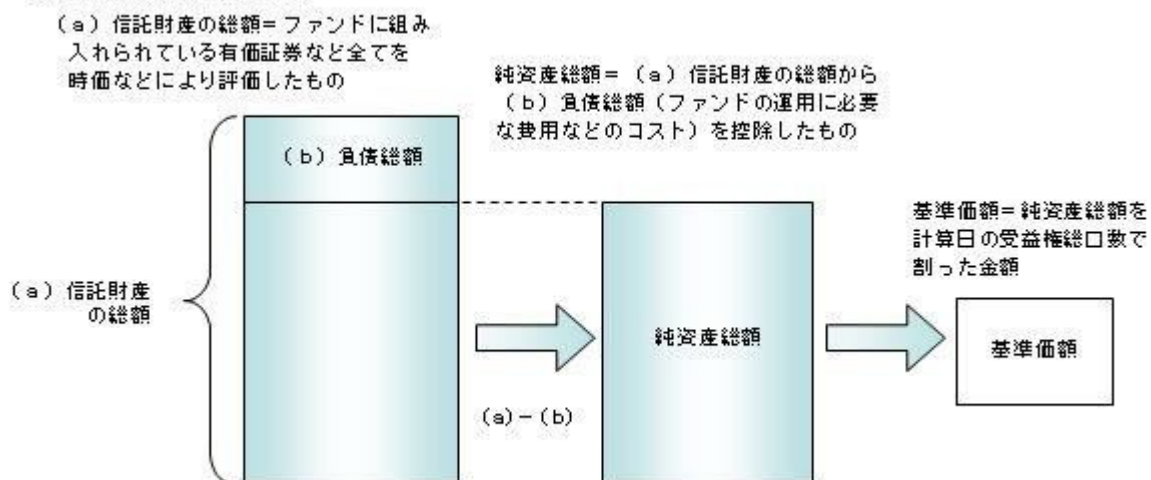 （a）信託財産の総額＝ファンドに組み
入れられている有価証券など全てを
時価などにより評価したもの
純資産総額＝（a）信託財産の総額から
（b）負債総額（ファンドの運用に必要
な費用などのコスト）を控除したもの
（b）負債総額
基準価額＝純資産総額を
計算日の受益権総口数で
割った金額
（a）信託財産
の総額
純資産総額
基準価額
（a）－（b）